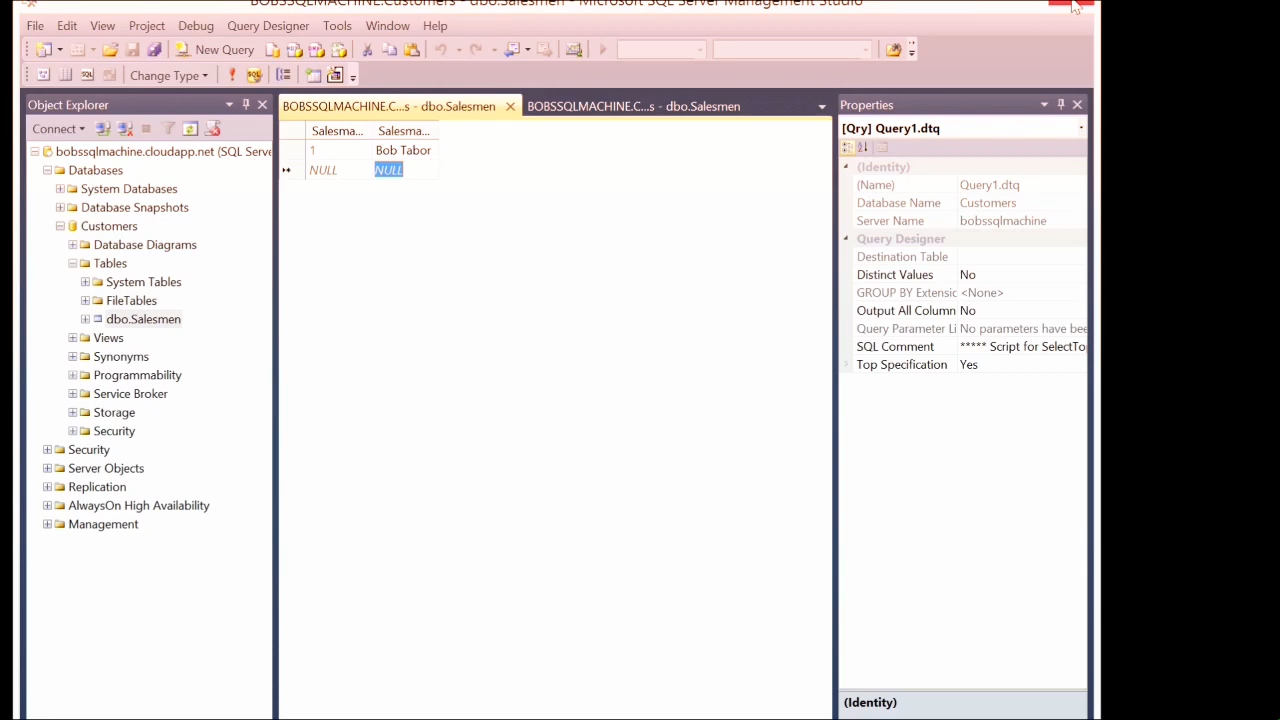 BOBSSQLMACHINE.Customers - dbo.Salesmen - Microsoft SQL Server Management Studio
File Edit View Project Debug Query Designer Tools Window Help
New Query
Change Type
Object Explorer
Connect
bobssqlmachine.cloudapp.net (SQL Serve
Databases
System Databases
Database Snapshots
Customers
Database Diagrams
Tables
System Tables
FileTables
dbo.Salesmen
Views
Synonyms
Programmability
Service Broker
Storage
Security
Security
Server Objects
Replication
AlwaysOn High Availability
Management
BOBSSQLMACHINE.C...s - dbo.Salesmen BOBSSQLMACHINE.C...s - dbo.Salesmen
Salesma... Salesma...
1 Bob Tabor
NULL NULL
Properties
[Qry] Query1.dtq
(Identity)
(Name) Query1.dtq
Database Name Customers
Server Name bobssqlmachine
Query Designer
Destination Table
Distinct Values No
GROUP BY Extensic <None>
Output All Column No
Query Parameter Li No parameters have bee
SQL Comment ***** Script for SelectTo
Top Specification Yes
(Identity)